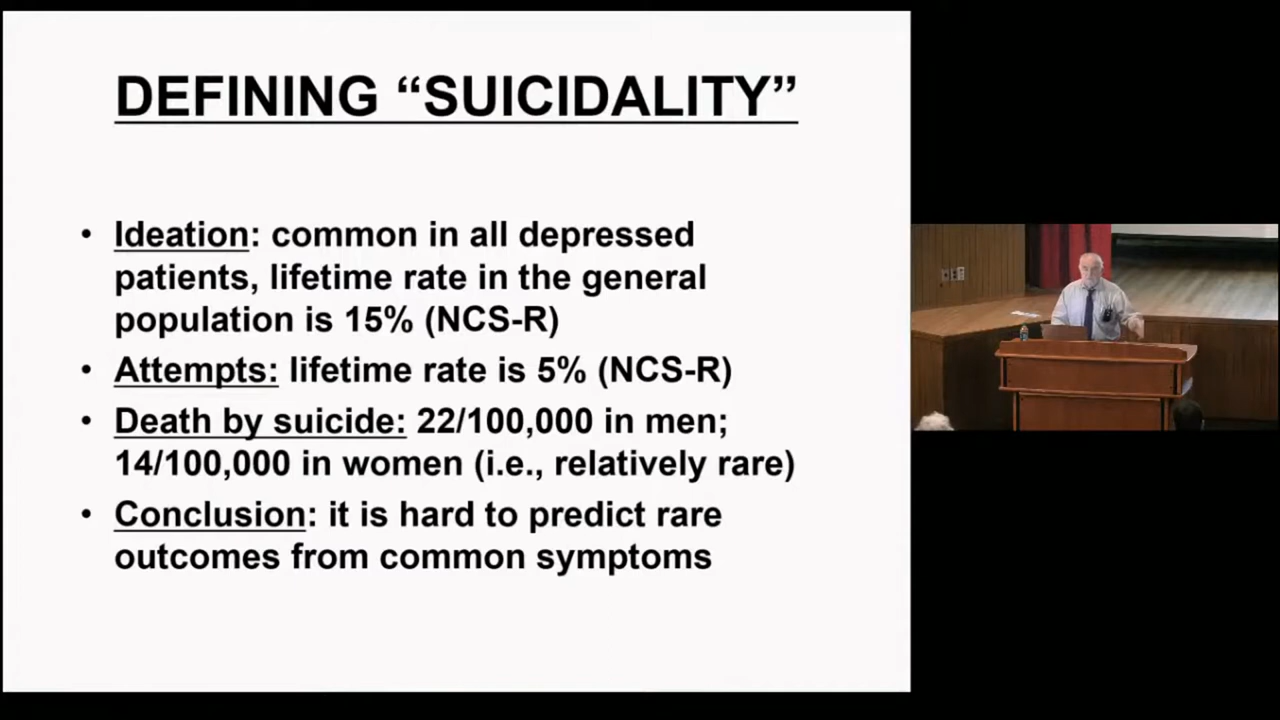 DEFINING “SUICIDALITY”
• Ideation: common in all depressed
patients, lifetime rate in the general
population is 15% (NCS-R)
• Attempts: lifetime rate is 5% (NCS-R)
• Death by suicide: 22/100,000 in men;
14/100,000 in women (i.e., relatively rare)
• Conclusion: it is hard to predict rare
outcomes from common symptoms